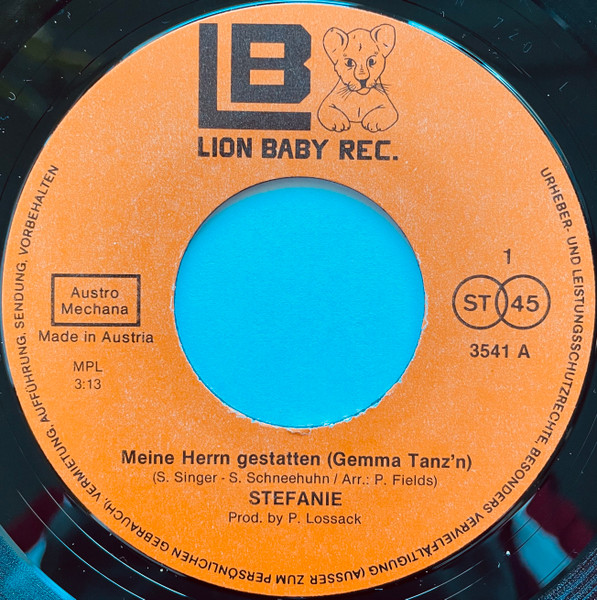 LB
LION BABY REC.
URHEBER- UND LEISTUNGSSCHUTZRECHTE, BESONDERS VERVIELFÄLTIGUNG (AUSSER ZUM PERSÖNLICHEN GEBRAUCH), VERMIETUNG, AUFFÜHRUNG, SENDUNG, VORBEHALTEN
Austro
Mechana
Made in Austria
MPL
3:13
1
ST 45
3541 A
Meine Herrn gestatten (Gemma Tanz'n)
(S. Singer - S. Schneehuhn / Arr.: P. Fields)
STEFANIE
Prod. by P. Lossack